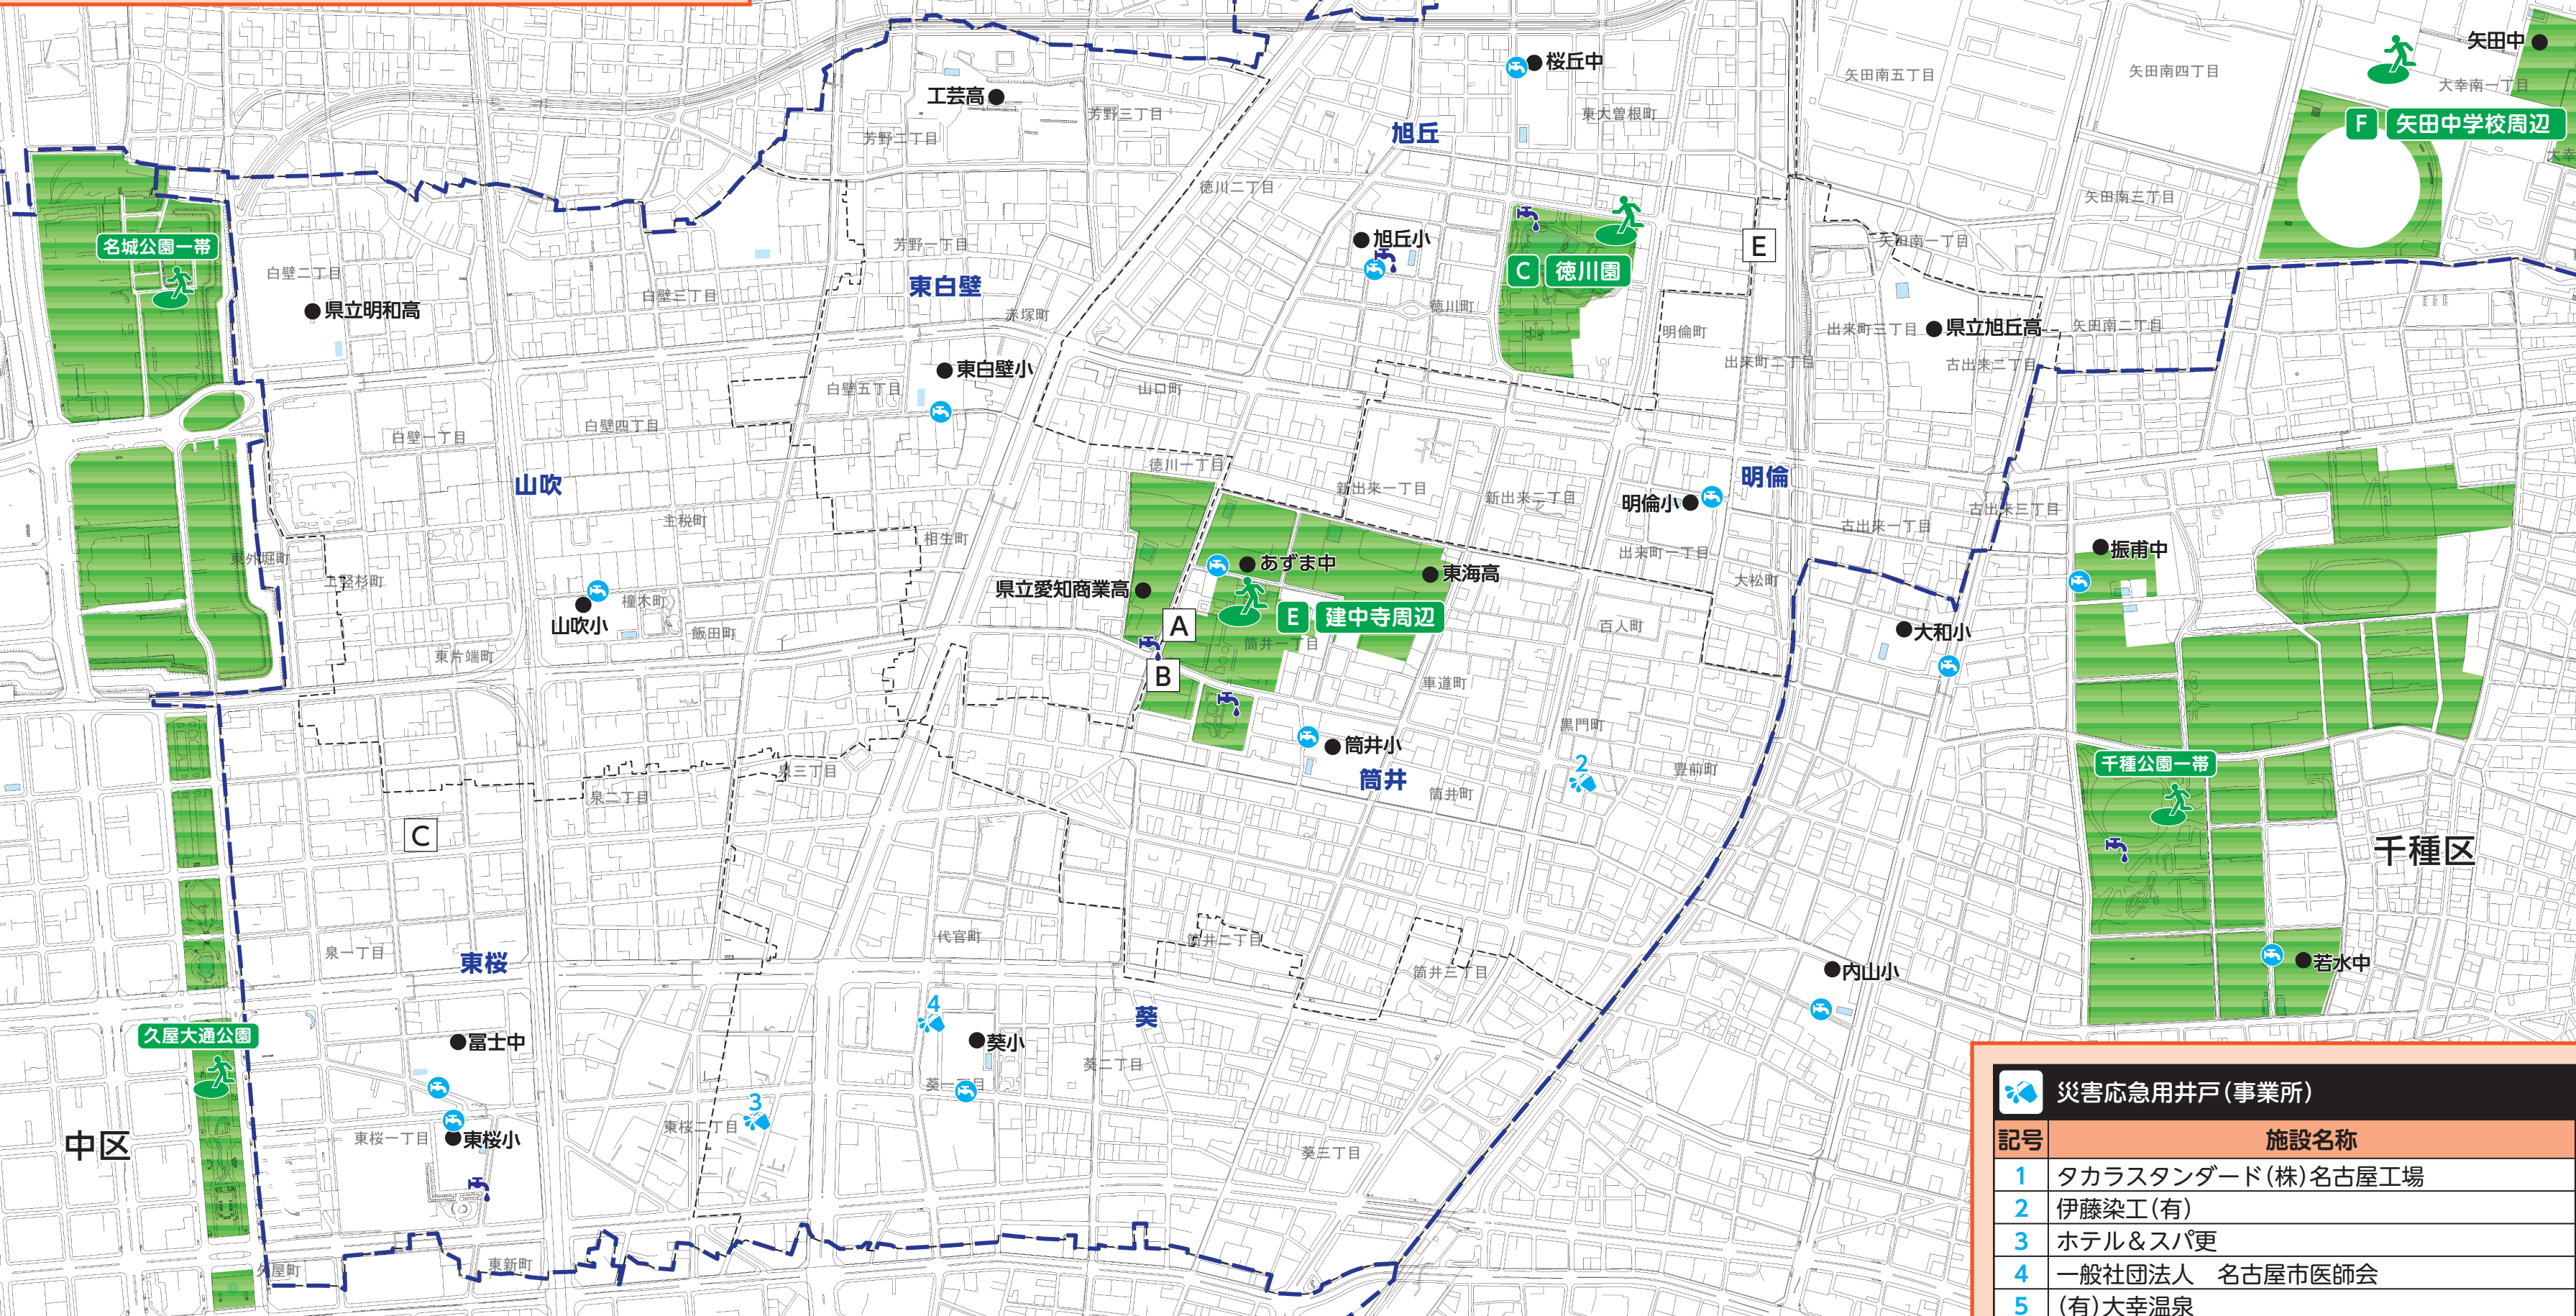 矢田中
桜丘中
矢田南五丁目
矢田南四丁目
大幸南一丁目
工芸高
芳野三丁目
東大曽根町
F
矢田中学校周辺
芳野二丁目
旭丘
徳川二丁目
矢田南三丁目
名城公園一帯
白壁二丁目
芳野一丁目
旭丘小
E
矢田南一丁目
C
徳川園
東白壁
白壁三丁目
県立明和高
赤塚町
徳川町
明倫町
出来町三丁目
県立旭丘高
矢田南二丁目
東白壁小
白壁五丁目
山口町
出来町二丁目
古出来二丁目
白壁四丁目
白壁一丁目
徳川一丁目
山吹
新出来一丁目
新出来二丁目
明倫小
明倫
古出来三丁目
古出来一丁目
主税町
相生町
東外堀町
上竪杉町
あずま中
東海高
出来町一丁目
大松町
振甫中
県立愛知商業高
橦木町
山吹小
飯田町
A
E
建中寺周辺
百人町
大和小
筒井一丁目
東片端町
B
車道町
黒門町
筒井小
2
豊前町
泉三丁目
筒井
筒井町
泉二丁目
千種公園一帯
C
千種区
代官町
筒井二丁目
泉一丁目
東桜
筒井三丁目
内山小
若水中
4
葵
久屋大通公園
冨士中
葵小
葵二丁目
葵一丁目
3
東桜二丁目
東桜一丁目
東桜小
中区
葵三丁目
久屋町
東新町
災害応急用井戸(事業所)
記号 施設名称
1 タカラスタンダード(株)名古屋工場
2 伊藤染工(有)
3 ホテル&スパ更
4 一般社団法人　名古屋市医師会
5 (有)大幸温泉